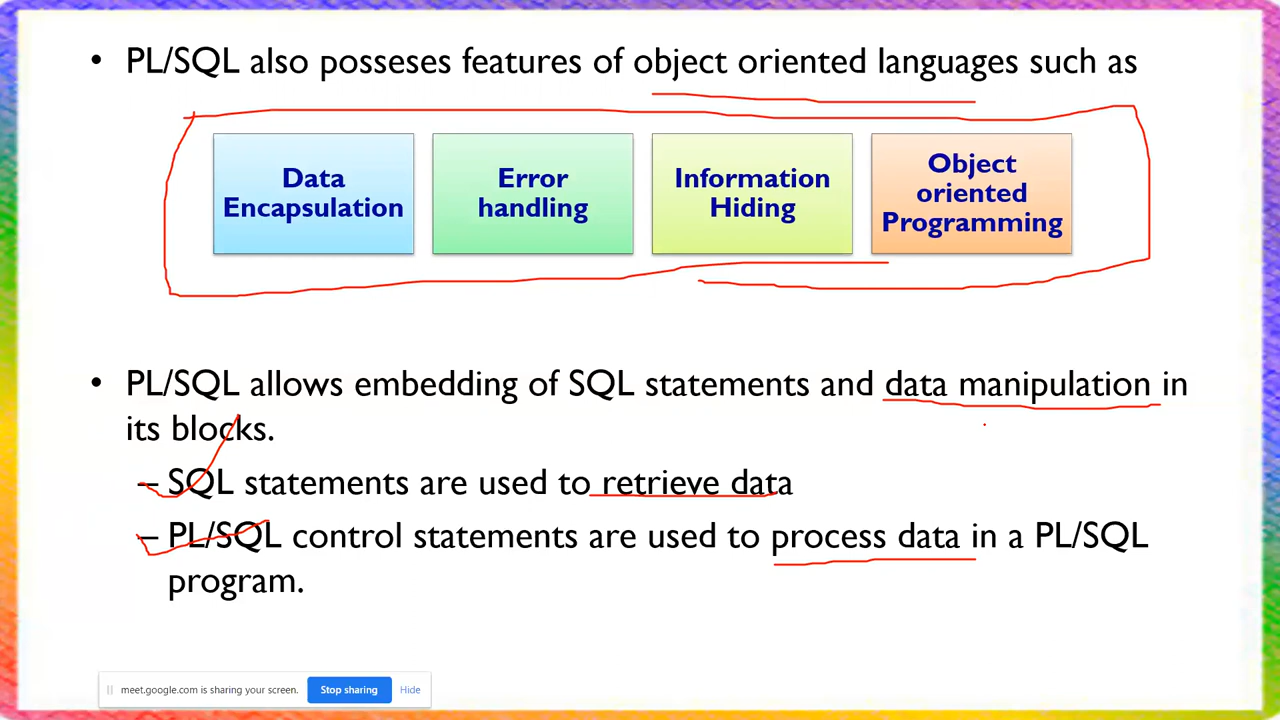 • PL/SQL also posseses features of object oriented languages such as
Data
Encapsulation
Error
handling
Information
Hiding
Object
oriented
Programming
• PL/SQL allows embedding of SQL statements and data manipulation in
its blocks.
– SQL statements are used to retrieve data
– PL/SQL control statements are used to process data in a PL/SQL
program.
meet.google.com is sharing your screen. Stop sharing Hide